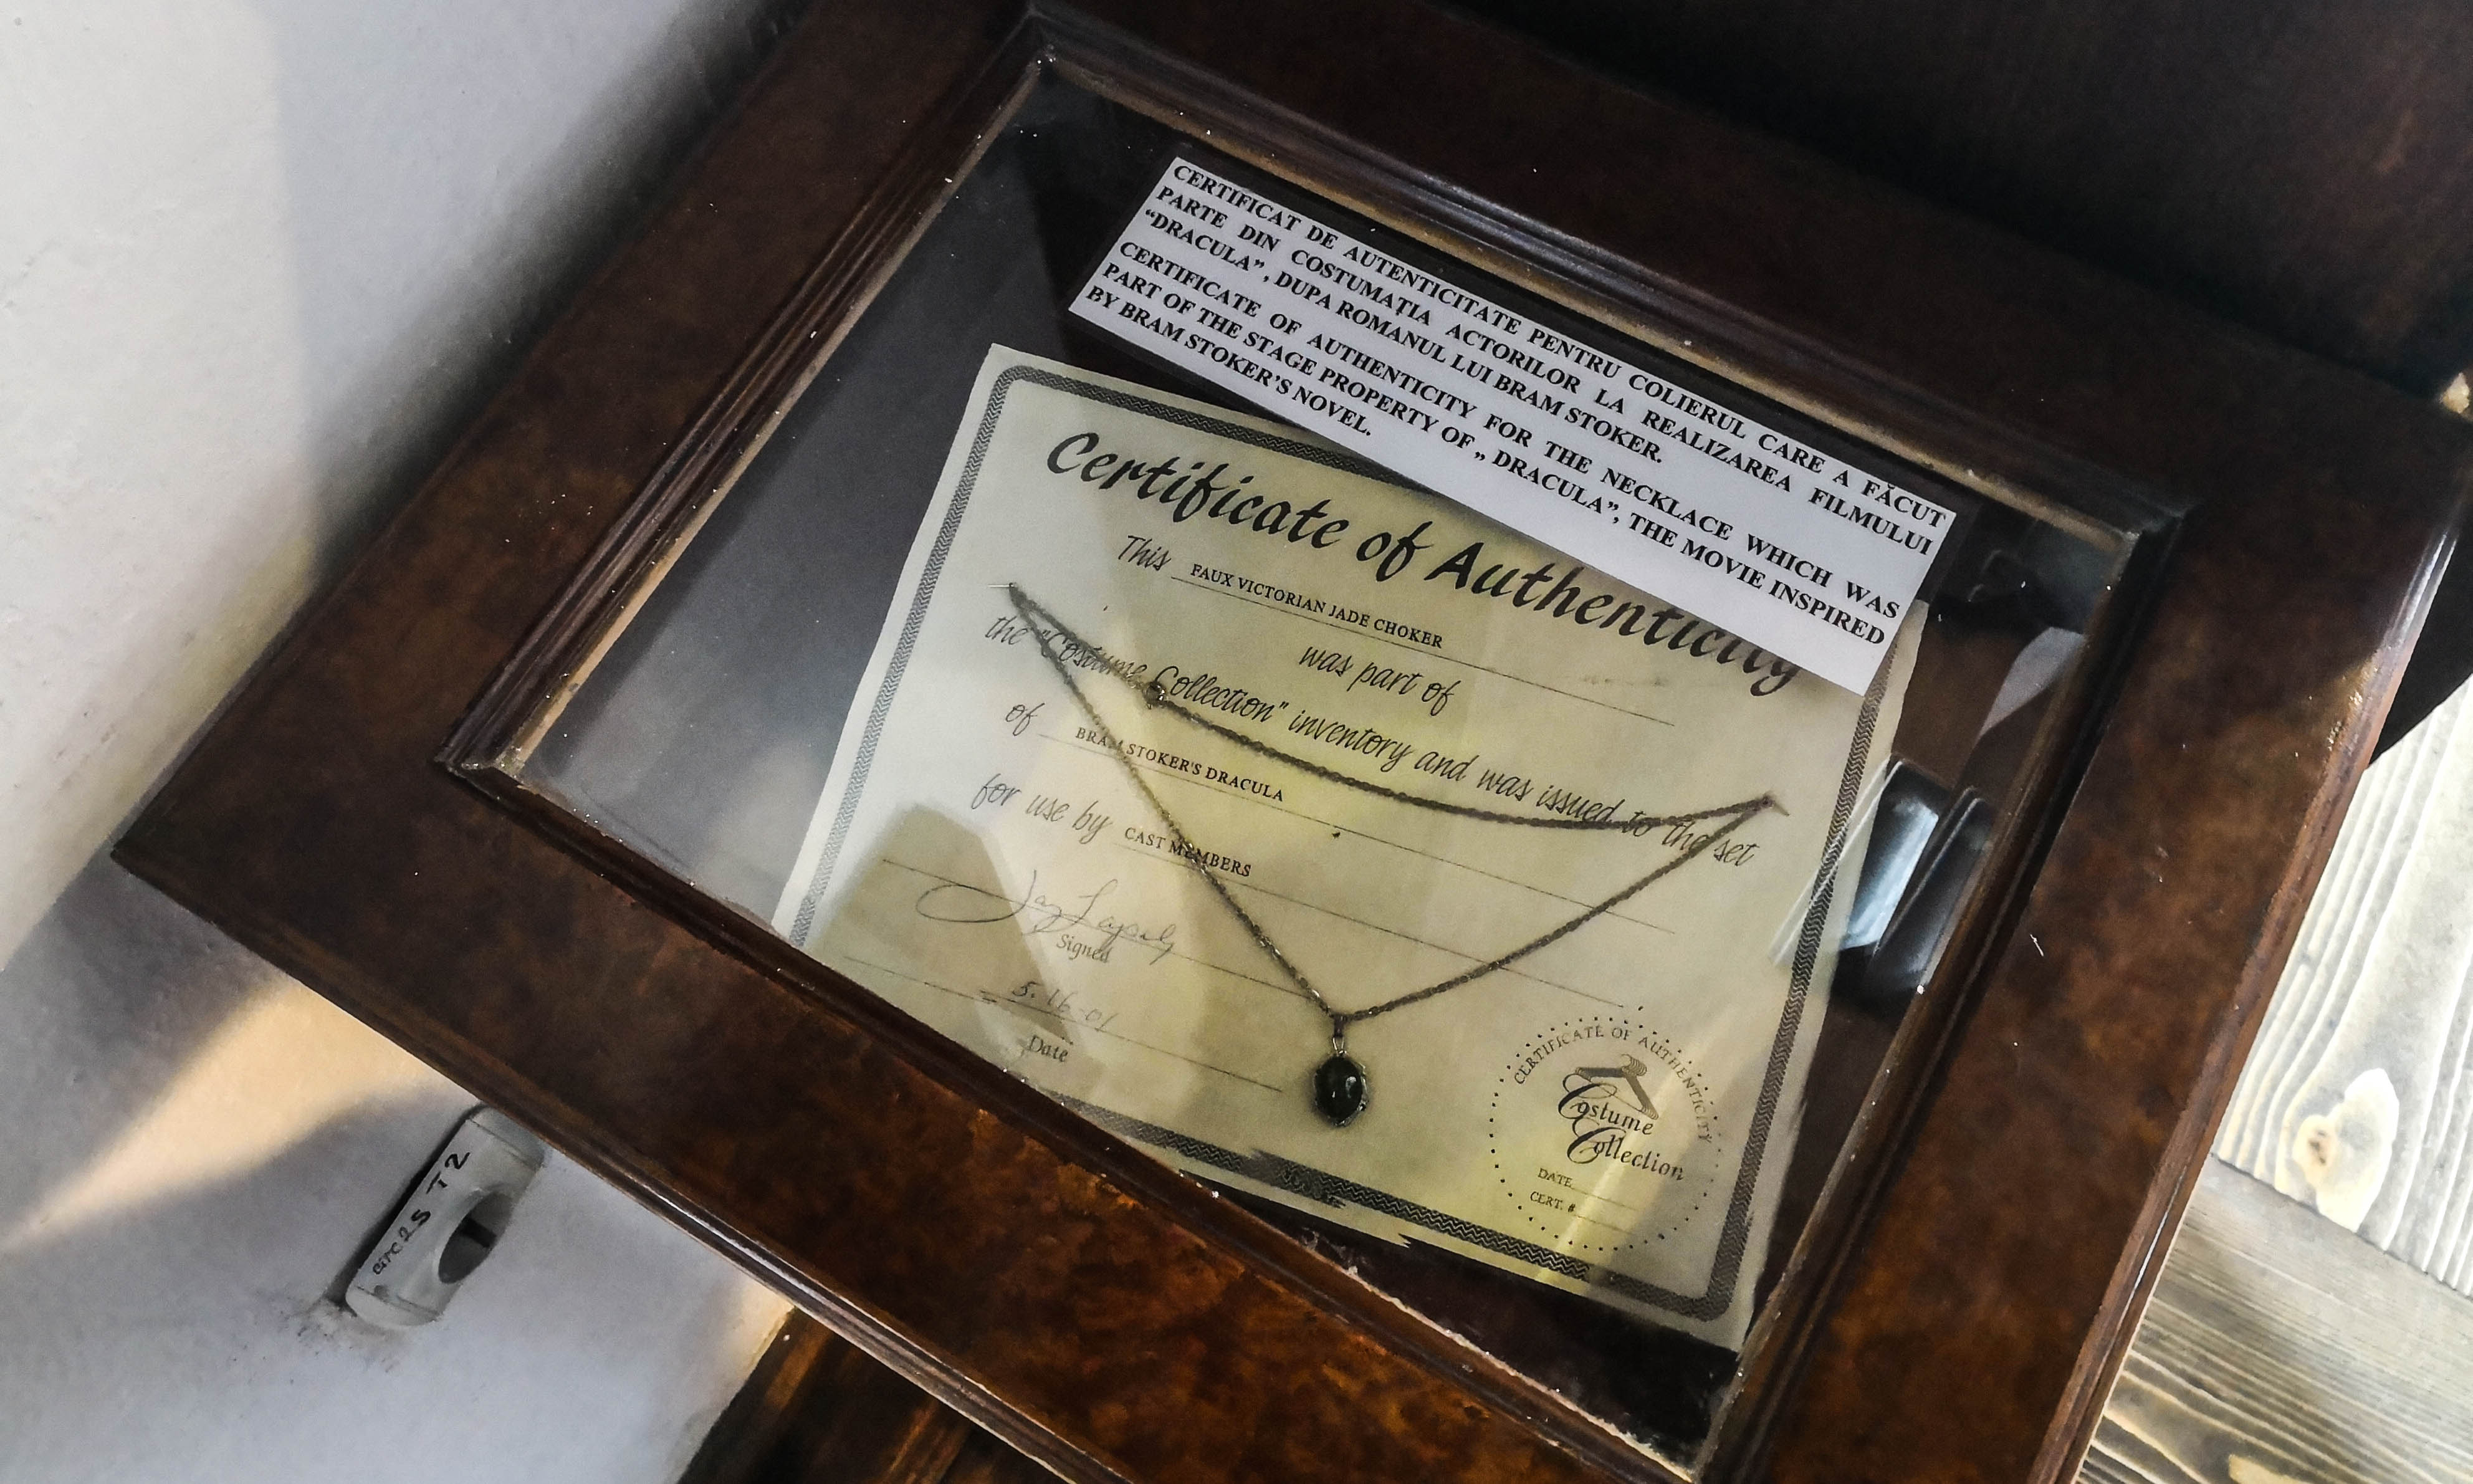 CERTIFICAT DE AUTENTICITATE PENTRU COLIERUL CARE A FĂCUT
PARTE DIN COSTUMAȚIA ACTORILOR LA REALIZAREA FILMULUI
“DRACULA”, DUPA ROMANUL LUI BRAM STOKER.
CERTIFICATE OF AUTHENTICITY FOR THE NECKLACE WHICH WAS
PART OF THE STAGE PROPERTY OF „ DRACULA”, THE MOVIE INSPIRED
BY BRAM STOKER'S NOVEL.
Certificate of Authenticity
This FAUX VICTORIAN JADE CHOKER
was part of
the "Costume Collection" inventory and was issued to the set
of BRAM STOKER'S DRACULA
for use by CAST MEMBERS
Signed
5-16-01
Date
CERTIFICATE OF AUTHENTICITY
Costume
Collection
DATE
CERT. #
circ 25 T2